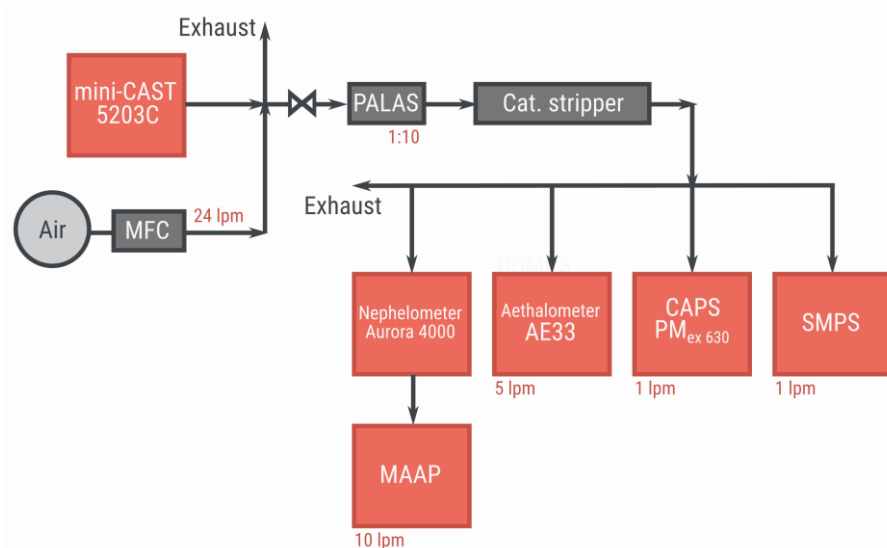 Exhaust
mini-CAST
5203C
PALAS
Cat. stripper
1:10
Air
MFC
24 lpm
Exhaust
Nephelometer
Aurora 4000
Aethalometer
AE33
CAPS
PMex 630
SMPS
5 lpm
1 lpm
1 lpm
MAAP
10 lpm